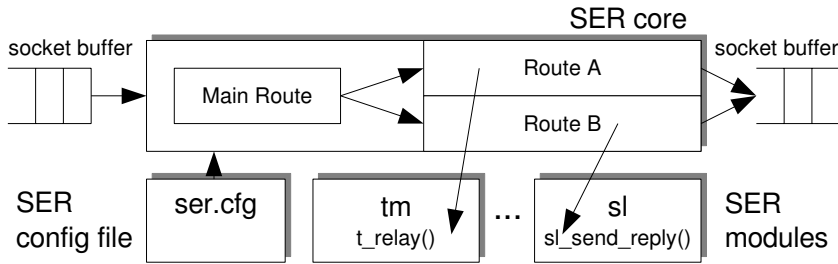 SER core
socket buffer
socket buffer
Main Route
Route A
Route B
SER
config file
ser.cfg
tm
t_relay()
...
sl
sl_send_reply()
SER
modules